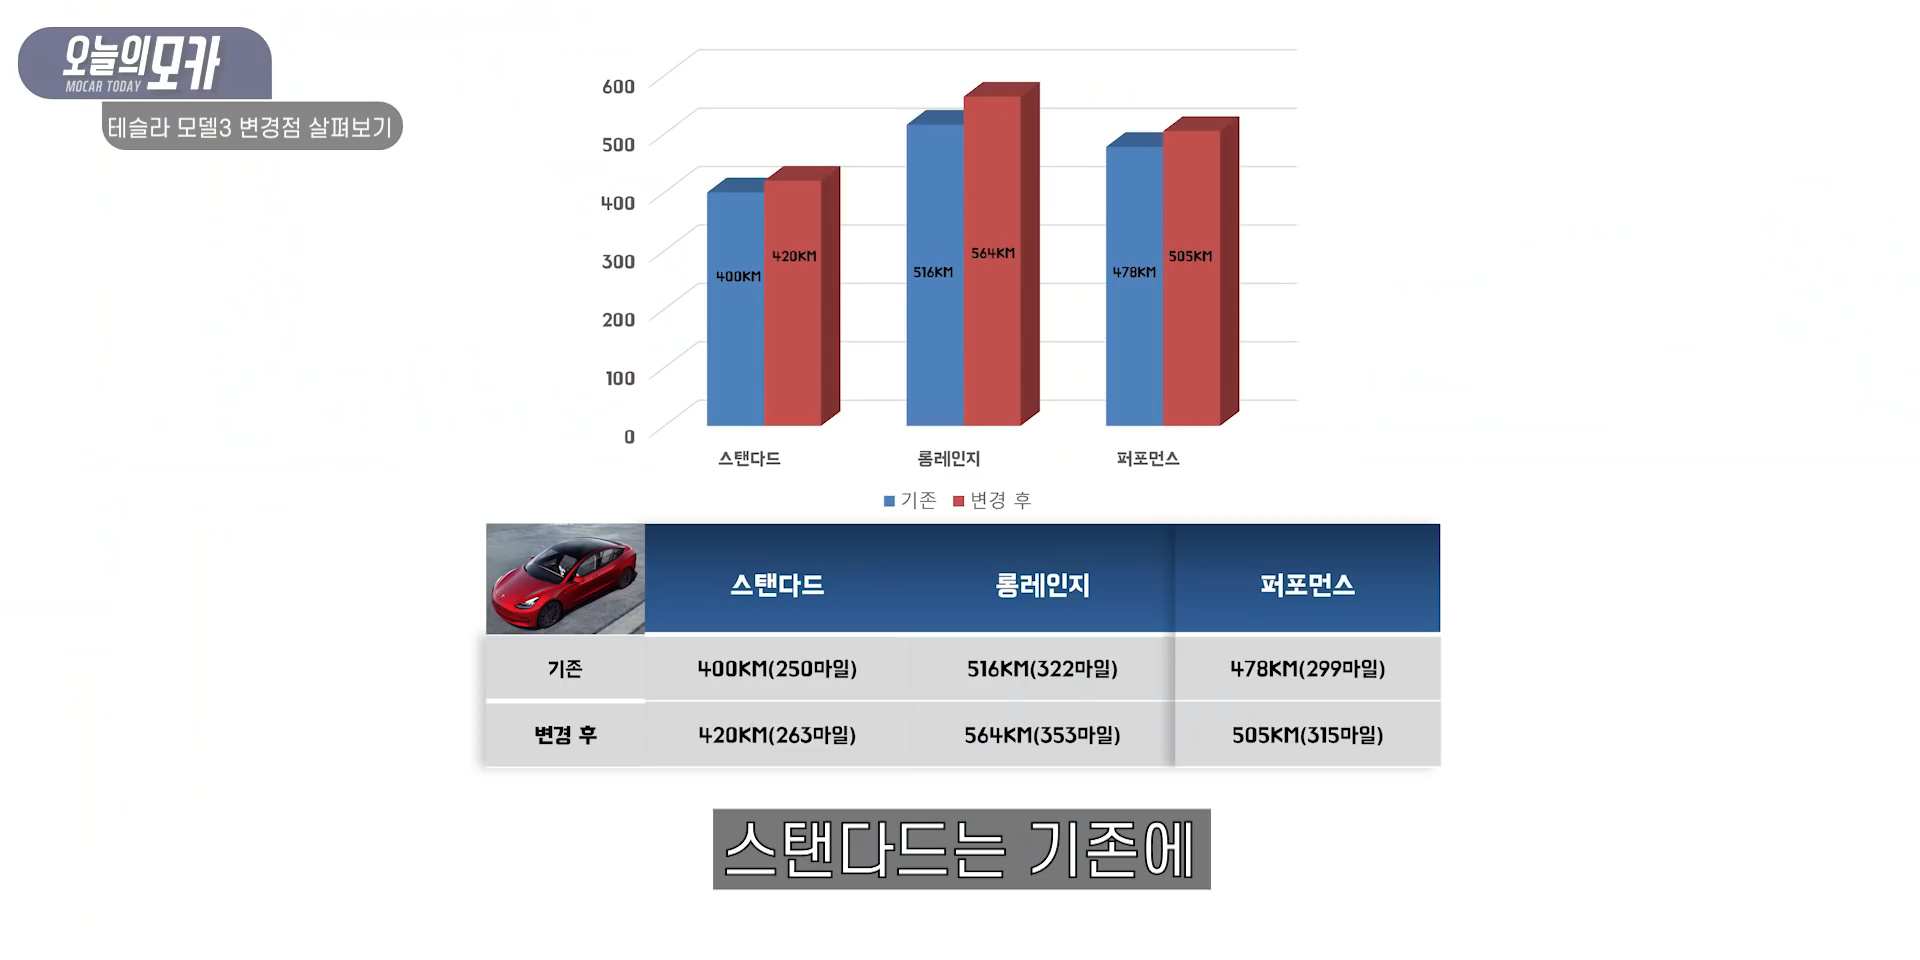 오늘의 모카
MOCAR TODAY
테슬라 모델3 변경점 살펴보기
600
500
400
300
200
100
0
400KM
420KM
516KM
564KM
478KM
505KM
스탠다드
롱레인지
퍼포먼스
기존
변경 후
스탠다드 롱레인지 퍼포먼스
기존 400KM(250마일) 516KM(322마일) 478KM(299마일)
변경 후 420KM(263마일) 564KM(353마일) 505KM(315마일)
스탠다드는 기존에